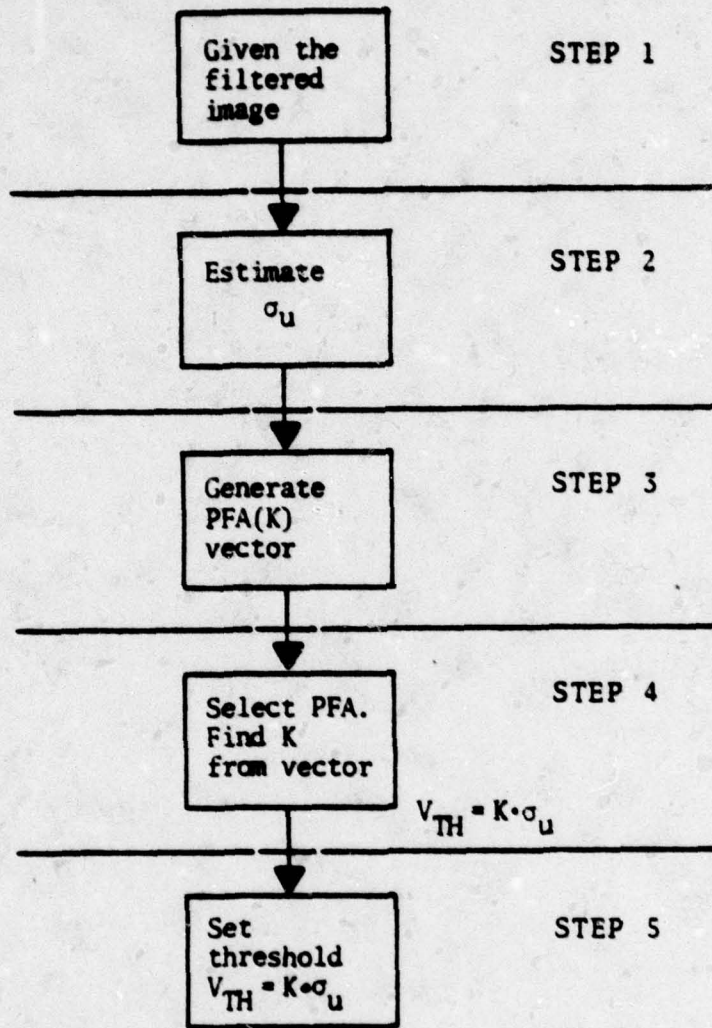 Given the
filtered
image
STEP 1
Estimate
σu
STEP 2
Generate
PFA(K)
vector
STEP 3
Select PFA.
Find K
from vector
STEP 4
VTH = K·σu
Set
threshold
VTH = K·σu
STEP 5